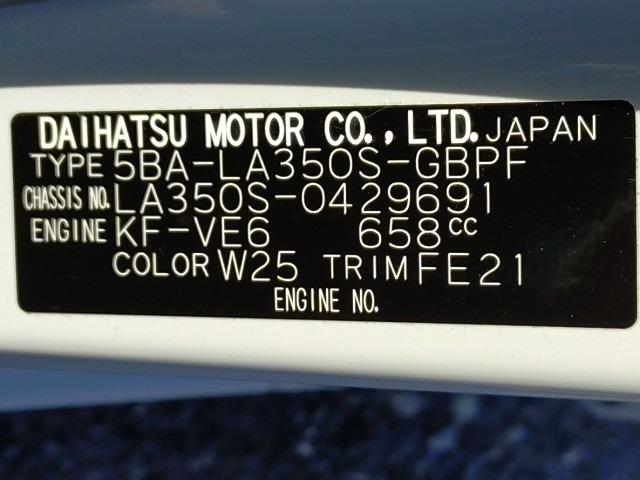 DAIHATSU MOTOR CO., LTD. JAPAN
TYPE 5BA-LA350S-GBPF
CHASSIS NO. LA350S-0429691
ENGINE KF-VE6 658cc
COLOR W25 TRIM FE21
ENGINE NO.